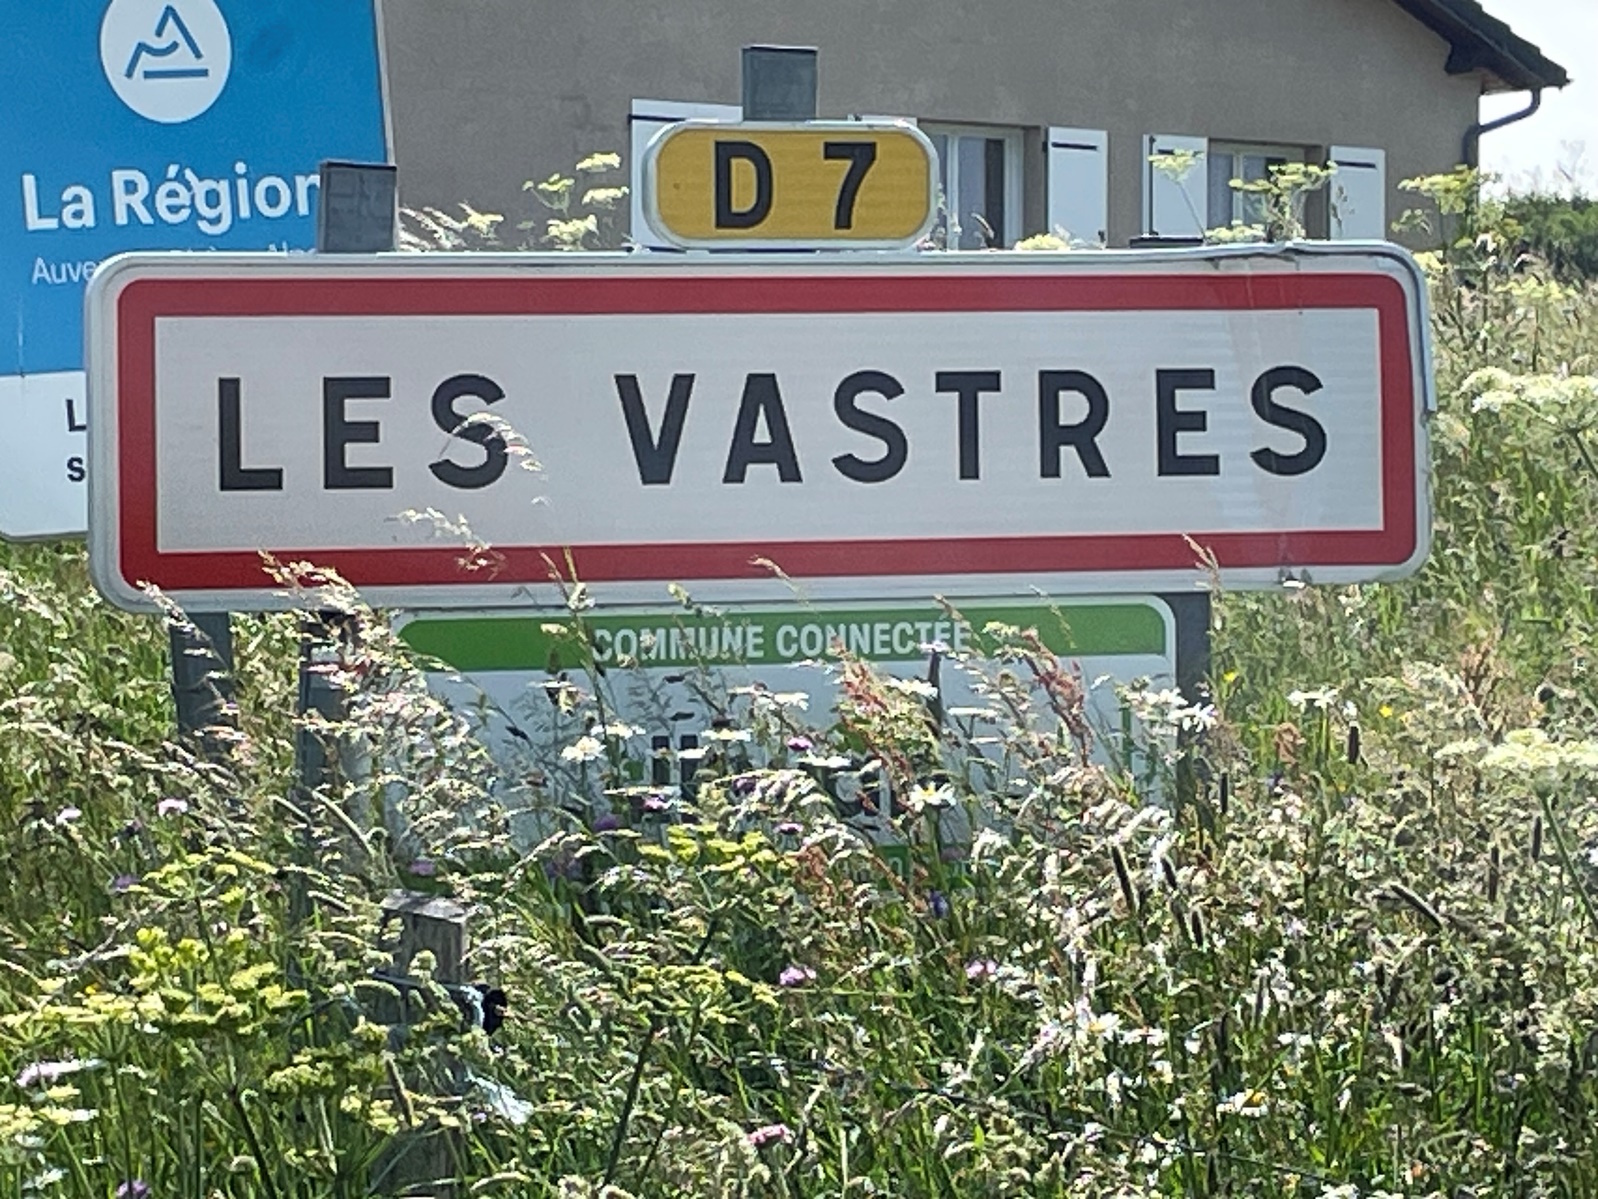 La Région
D 7
LES VASTRES
COMMUNE CONNECTÉE